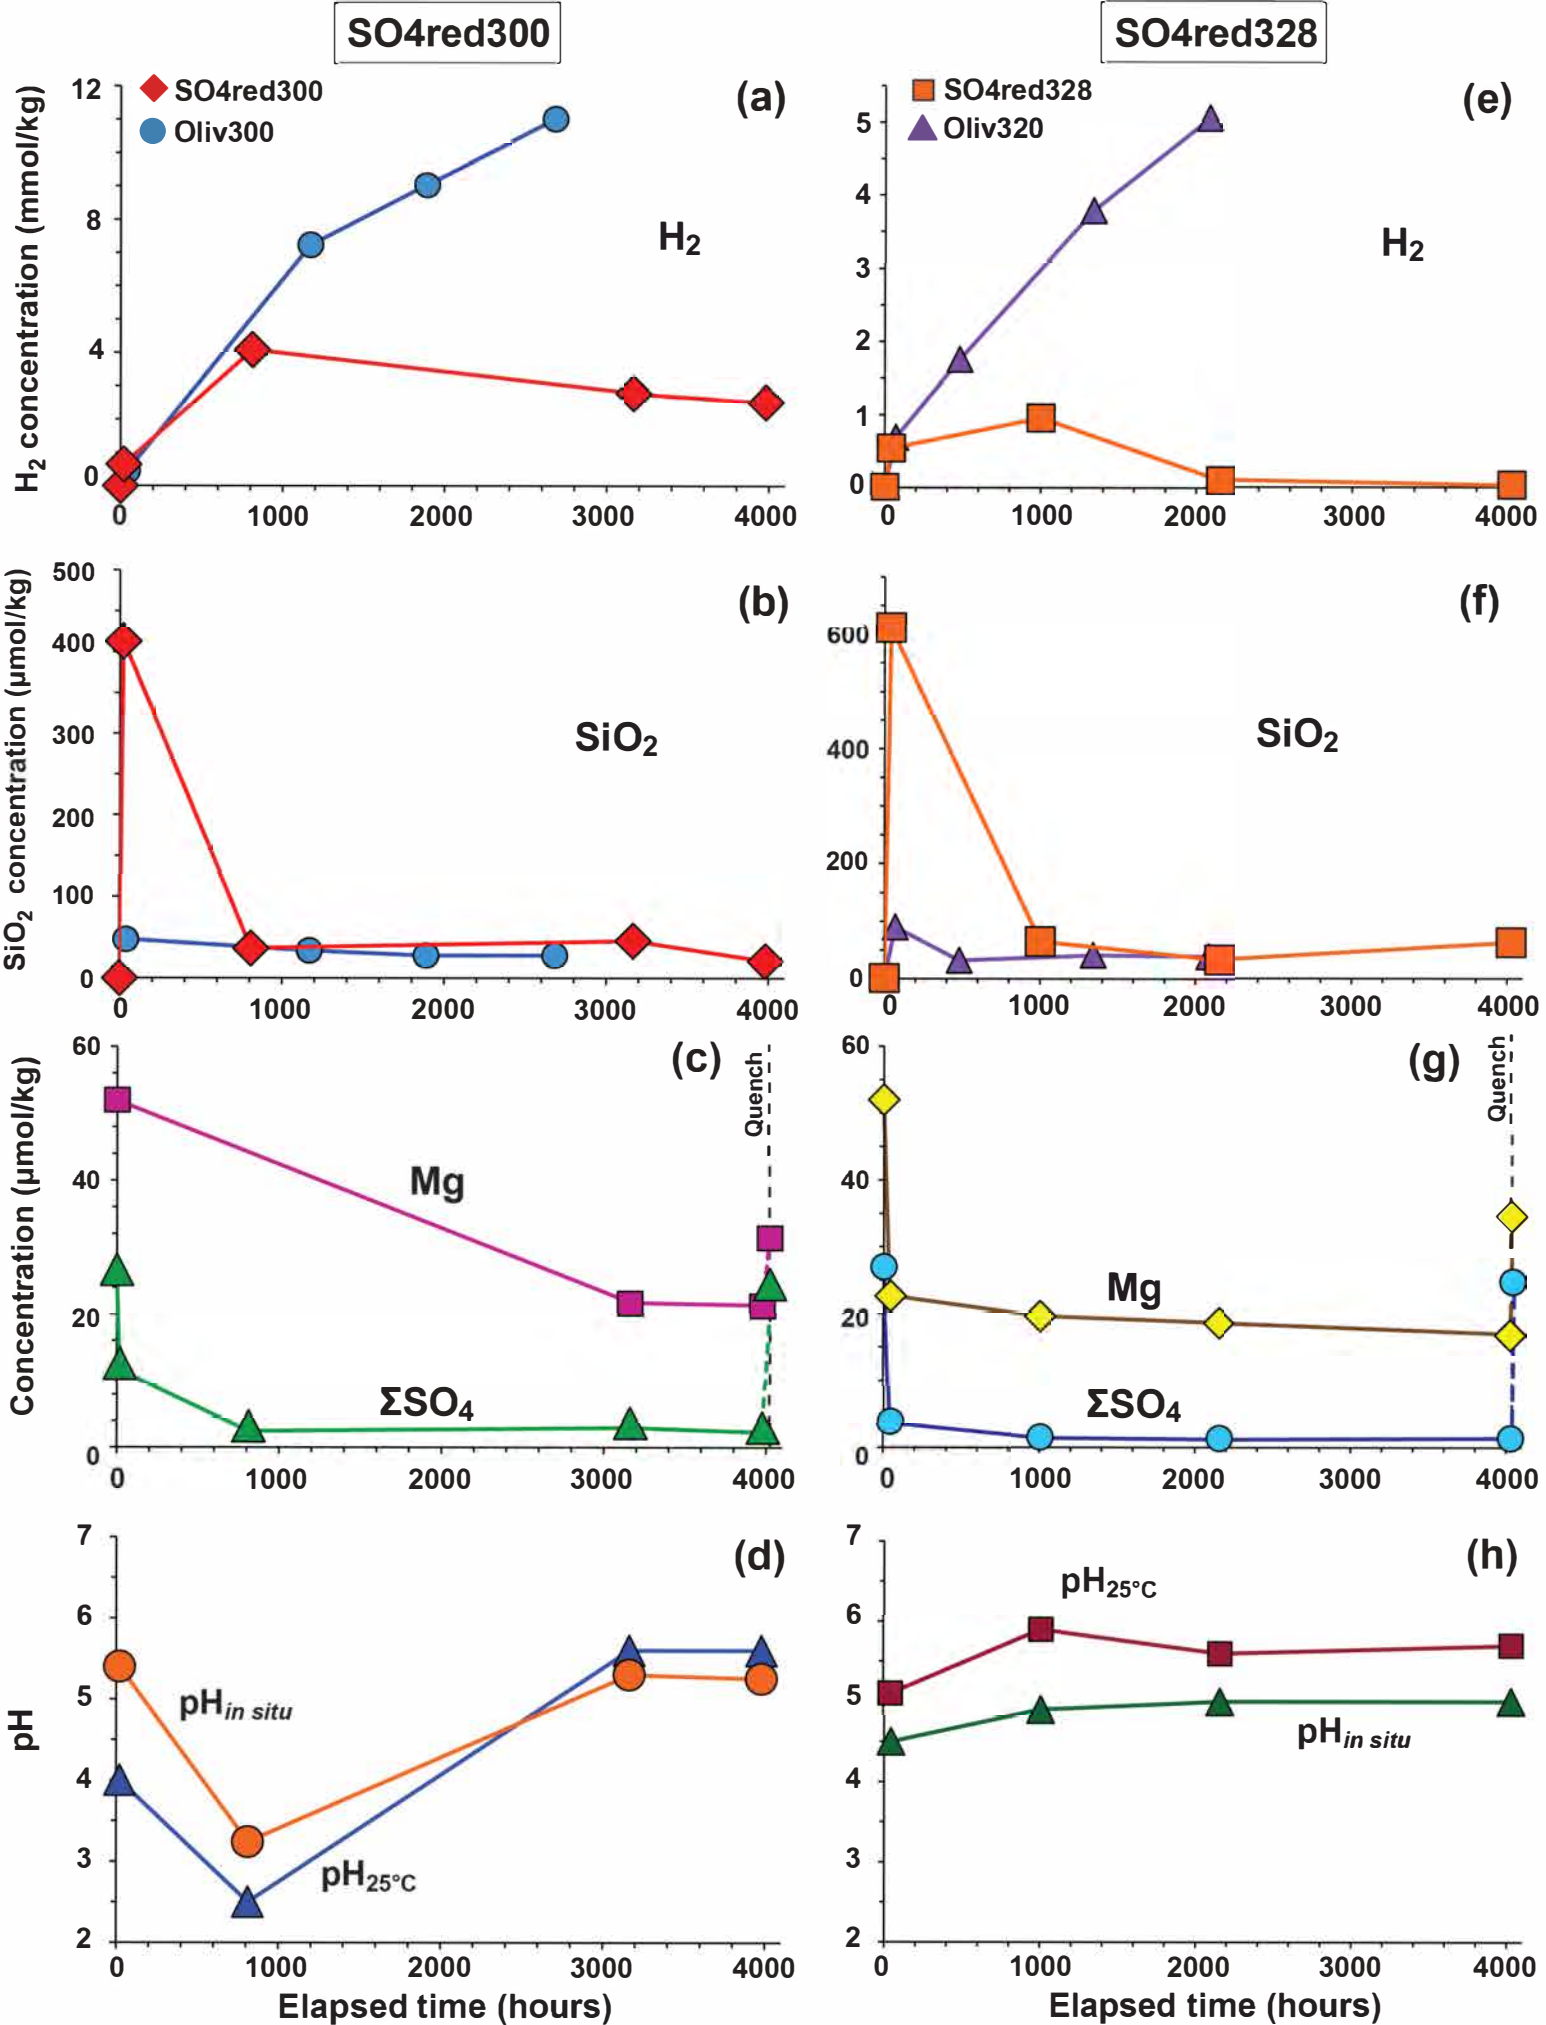 SO4red300
SO4red328
SO4red300
Oliv300
(a)
H₂
H₂ concentration (mmol/kg)
12
8
4
0
0 1000 2000 3000 4000
SO4red328
Oliv320
(e)
H₂
5
4
3
2
1
0
0 1000 2000 3000 4000
(b)
SiO₂
SiO₂ concentration (µmol/kg)
500
400
300
200
100
0
0 1000 2000 3000 4000
(f)
SiO₂
600
400
200
0
0 1000 2000 3000 4000
(c)
Quench
Mg
ΣSO₄
Concentration (µmol/kg)
60
40
20
0
0 1000 2000 3000 4000
(g)
Quench
Mg
ΣSO₄
60
40
20
0
0 1000 2000 3000 4000
(d)
pH in situ
pH25°C
pH
7
6
5
4
3
2
0 1000 2000 3000 4000
Elapsed time (hours)
(h)
pH25°C
pH in situ
7
6
5
4
3
2
0 1000 2000 3000 4000
Elapsed time (hours)